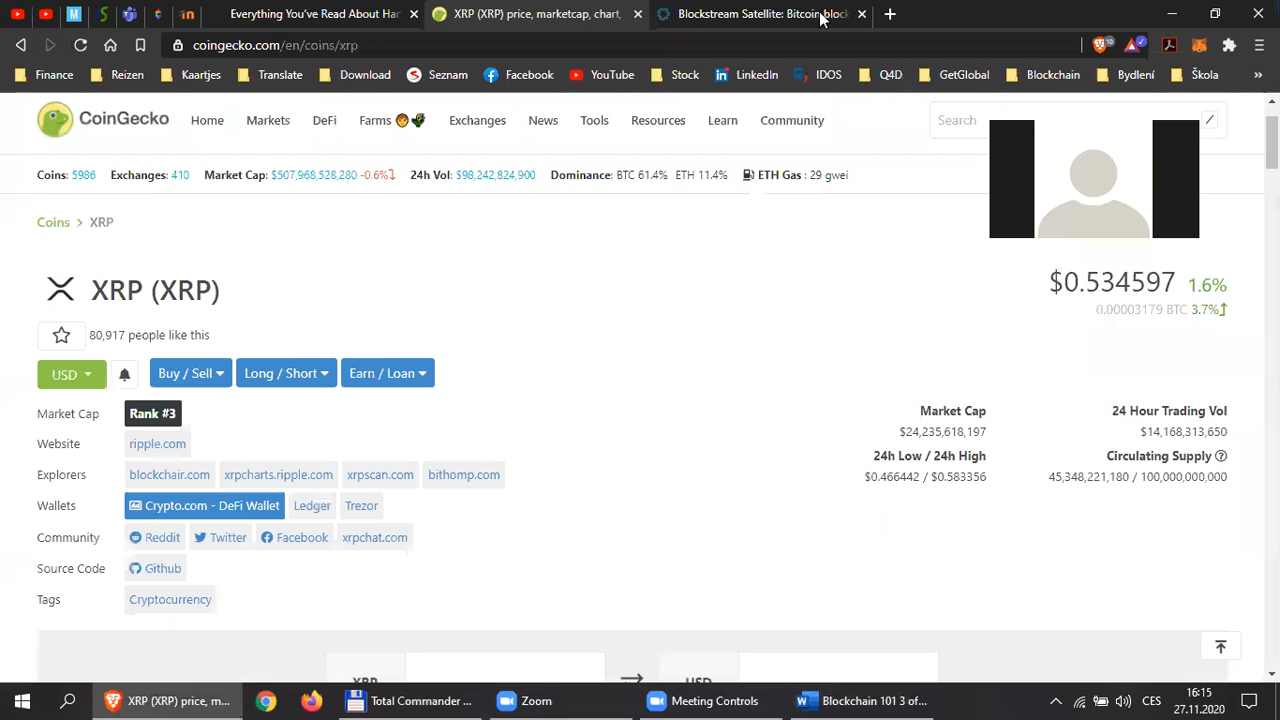 Everything You've Read About Har
XRP (XRP) price, marketcap, chart,
Blockstream Satellite: Bitcoin block
coingecko.com/en/coins/xrp
Finance Reizen Kaartjes Translate Download Seznam Facebook YouTube Stock LinkedIn IDOS Q4D GetGlobal Blockchain Bydlení Škola »
CoinGecko Home Markets DeFi Farms Exchanges News Tools Resources Learn Community Search /
Coins: 5986 Exchanges: 410 Market Cap: $507,968,528,280 -0.6% 24h Vol: $98,242,824,900 Dominance: BTC 61.4% ETH 11.4% ETH Gas : 29 gwei
Coins > XRP
XRP (XRP)
$0.534597 1.6%
0.00003179 BTC 3.7%
80,917 people like this
USD Buy / Sell Long / Short Earn / Loan
Market Cap Rank #3
Website ripple.com
Explorers blockchair.com xrpcharts.ripple.com xrpscan.com bithomp.com
Wallets Crypto.com - DeFi Wallet Ledger Trezor
Community Reddit Twitter Facebook xrpchat.com
Source Code Github
Tags Cryptocurrency
Market Cap
$24,235,618,197
24 Hour Trading Vol
$14,168,313,650
24h Low / 24h High
$0.466442 / $0.583356
Circulating Supply
45,348,221,180 / 100,000,000,000
XRP USD
XRP (XRP) price, m... Total Commander ... Zoom Meeting Controls Blockchain 101 3 of... CES
16:15
27.11.2020